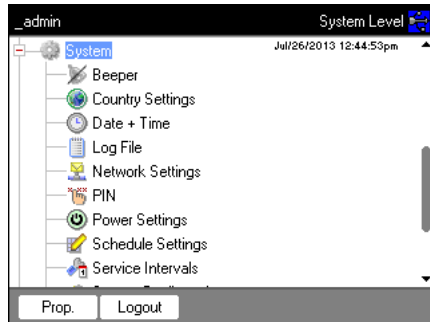 _admin System Level
System Jul/26/2013 12:44:53pm
Beeper
Country Settings
Date + Time
Log File
Network Settings
PIN
Power Settings
Schedule Settings
Service Intervals
Prop. Logout